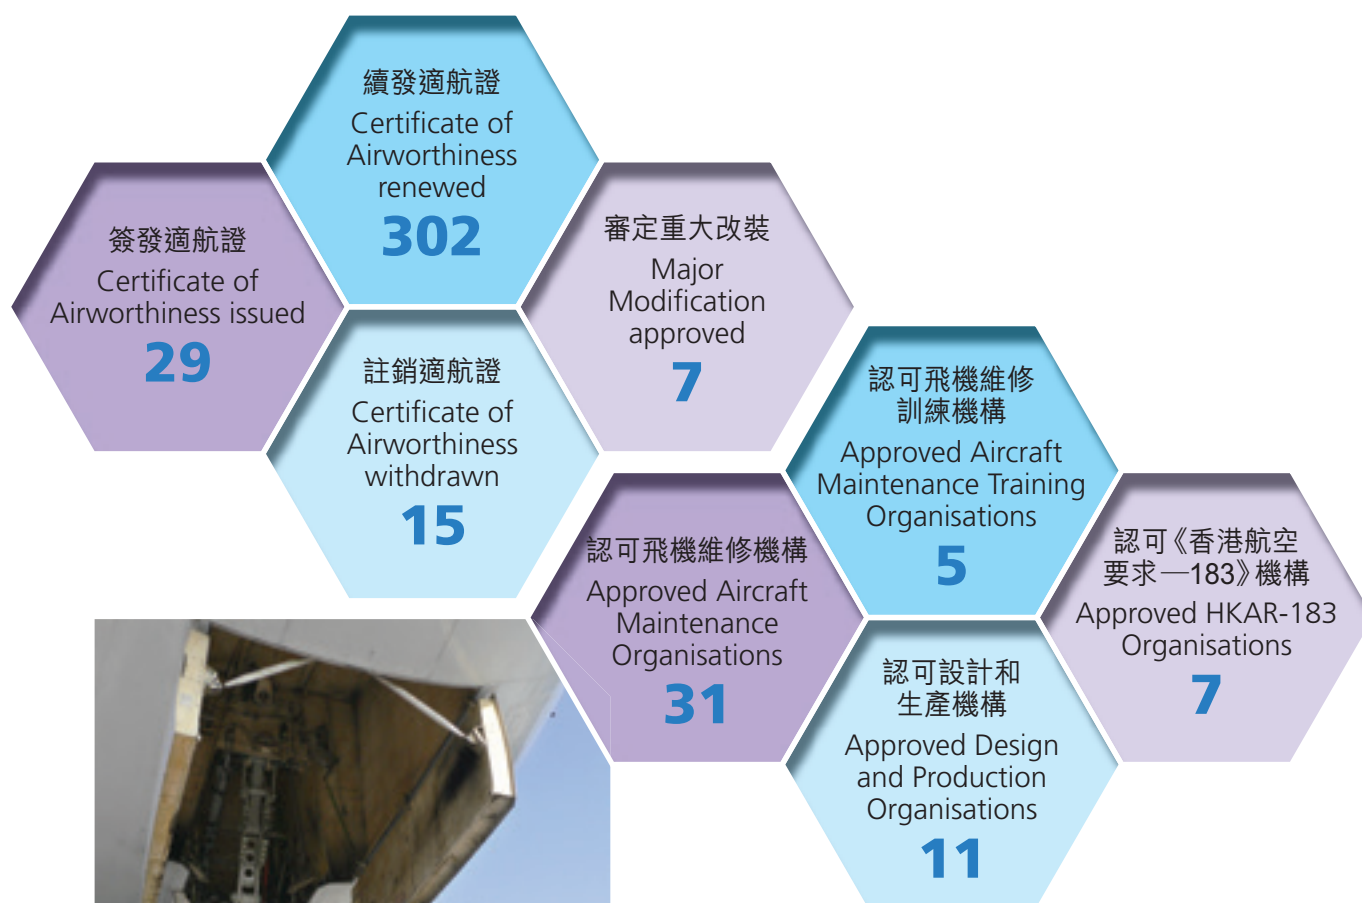 續發適航證
Certificate of
Airworthiness
renewed
302
簽發適航證
Certificate of
Airworthiness issued
29
審定重大改裝
Major
Modification
approved
7
註銷適航證
Certificate of
Airworthiness
withdrawn
15
認可飛機維修
訓練機構
Approved Aircraft
Maintenance Training
Organisations
5
認可飛機維修機構
Approved Aircraft
Maintenance
Organisations
31
認可《香港航空
要求—183》機構
Approved HKAR-183
Organisations
7
認可設計和
生產機構
Approved Design
and Production
Organisations
11